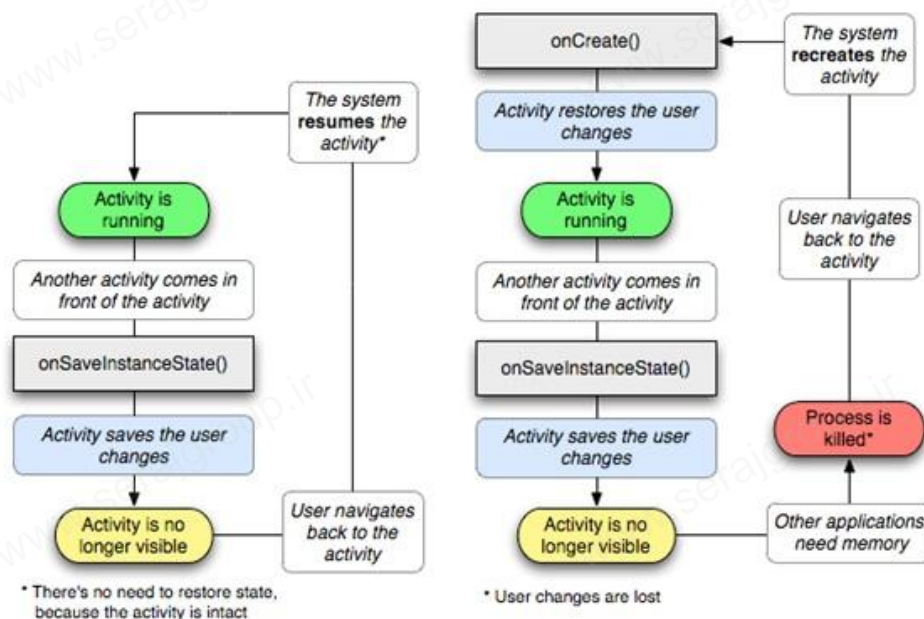 The system
resumes the
activity*
Activity is
running
Another activity comes in
front of the activity
onSaveInstanceState()
Activity saves the user
changes
Activity is no
longer visible
User navigates
back to the
activity
* There's no need to restore state,
because the activity is intact
onCreate()
The system
recreates the
activity
Activity restores the user
changes
Activity is
running
User navigates
back to the
activity
Another activity comes in
front of the activity
onSaveInstanceState()
Process is
killed*
Activity saves the user
changes
Activity is no
longer visible
Other applications
need memory
* User changes are lost